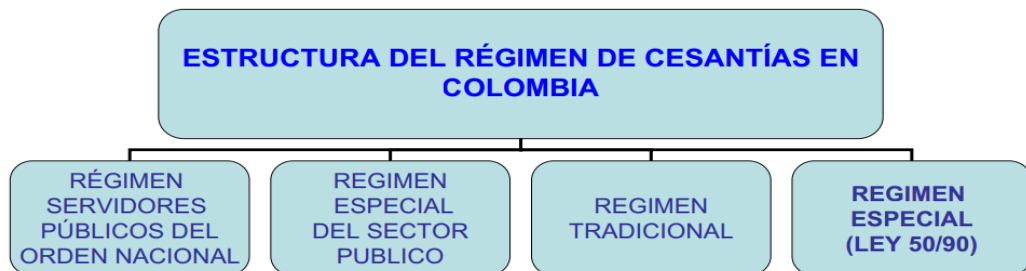 ESTRUCTURA DEL RÉGIMEN DE CESANTÍAS EN
COLOMBIA
RÉGIMEN
SERVIDORES
PÚBLICOS DEL
ORDEN NACIONAL
REGIMEN
ESPECIAL
DEL SECTOR
PUBLICO
REGIMEN
TRADICIONAL
REGIMEN
ESPECIAL
(LEY 50/90)